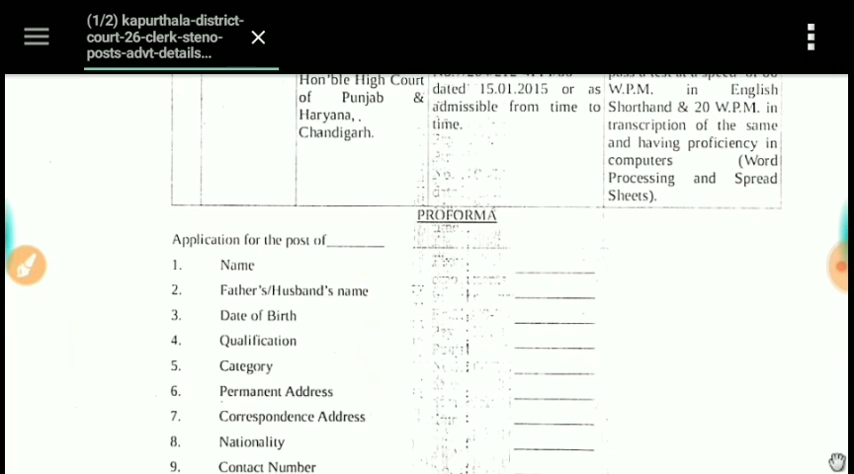 (1/2) kapurthala-district-
court-26-clerk-steno-
posts-advt-details...
Hon'ble High Court
of Punjab &
Haryana, .
Chandigarh.
dated 15.01.2015 or as
admissible from time to
time.
W.P.M. in English
Shorthand & 20 W.P.M. in
transcription of the same
and having proficiency in
computers (Word
Processing and Spread
Sheets).
PROFORMA
Application for the post of________
1. Name
2. Father's/Husband's name
3. Date of Birth
4. Qualification
5. Category
6. Permanent Address
7. Correspondence Address
8. Nationality
9. Contact Number